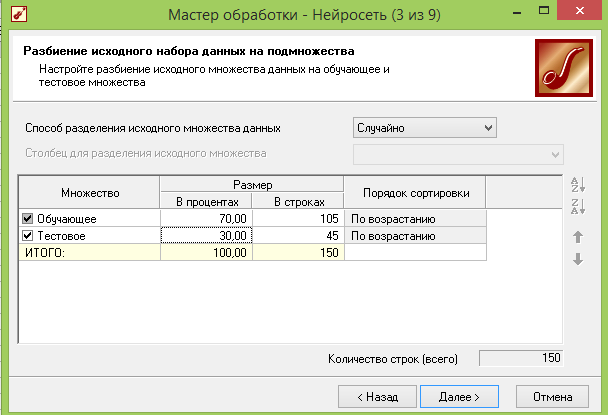 Мастер обработки - Нейросеть (3 из 9)
Разбиение исходного набора данных на подмножества
Настройте разбиение исходного множества данных на обучающее и
тестовое множества
Способ разделения исходного множества данных Случайно
Столбец для разделения исходного множества
Множество Размер Порядок сортировки
В процентах В строках
Обучающее 70,00 105 По возрастанию
Тестовое 30,00 45 По возрастанию
ИТОГО: 100,00 150
Количество строк (всего) 150
< Назад Далее > Отмена